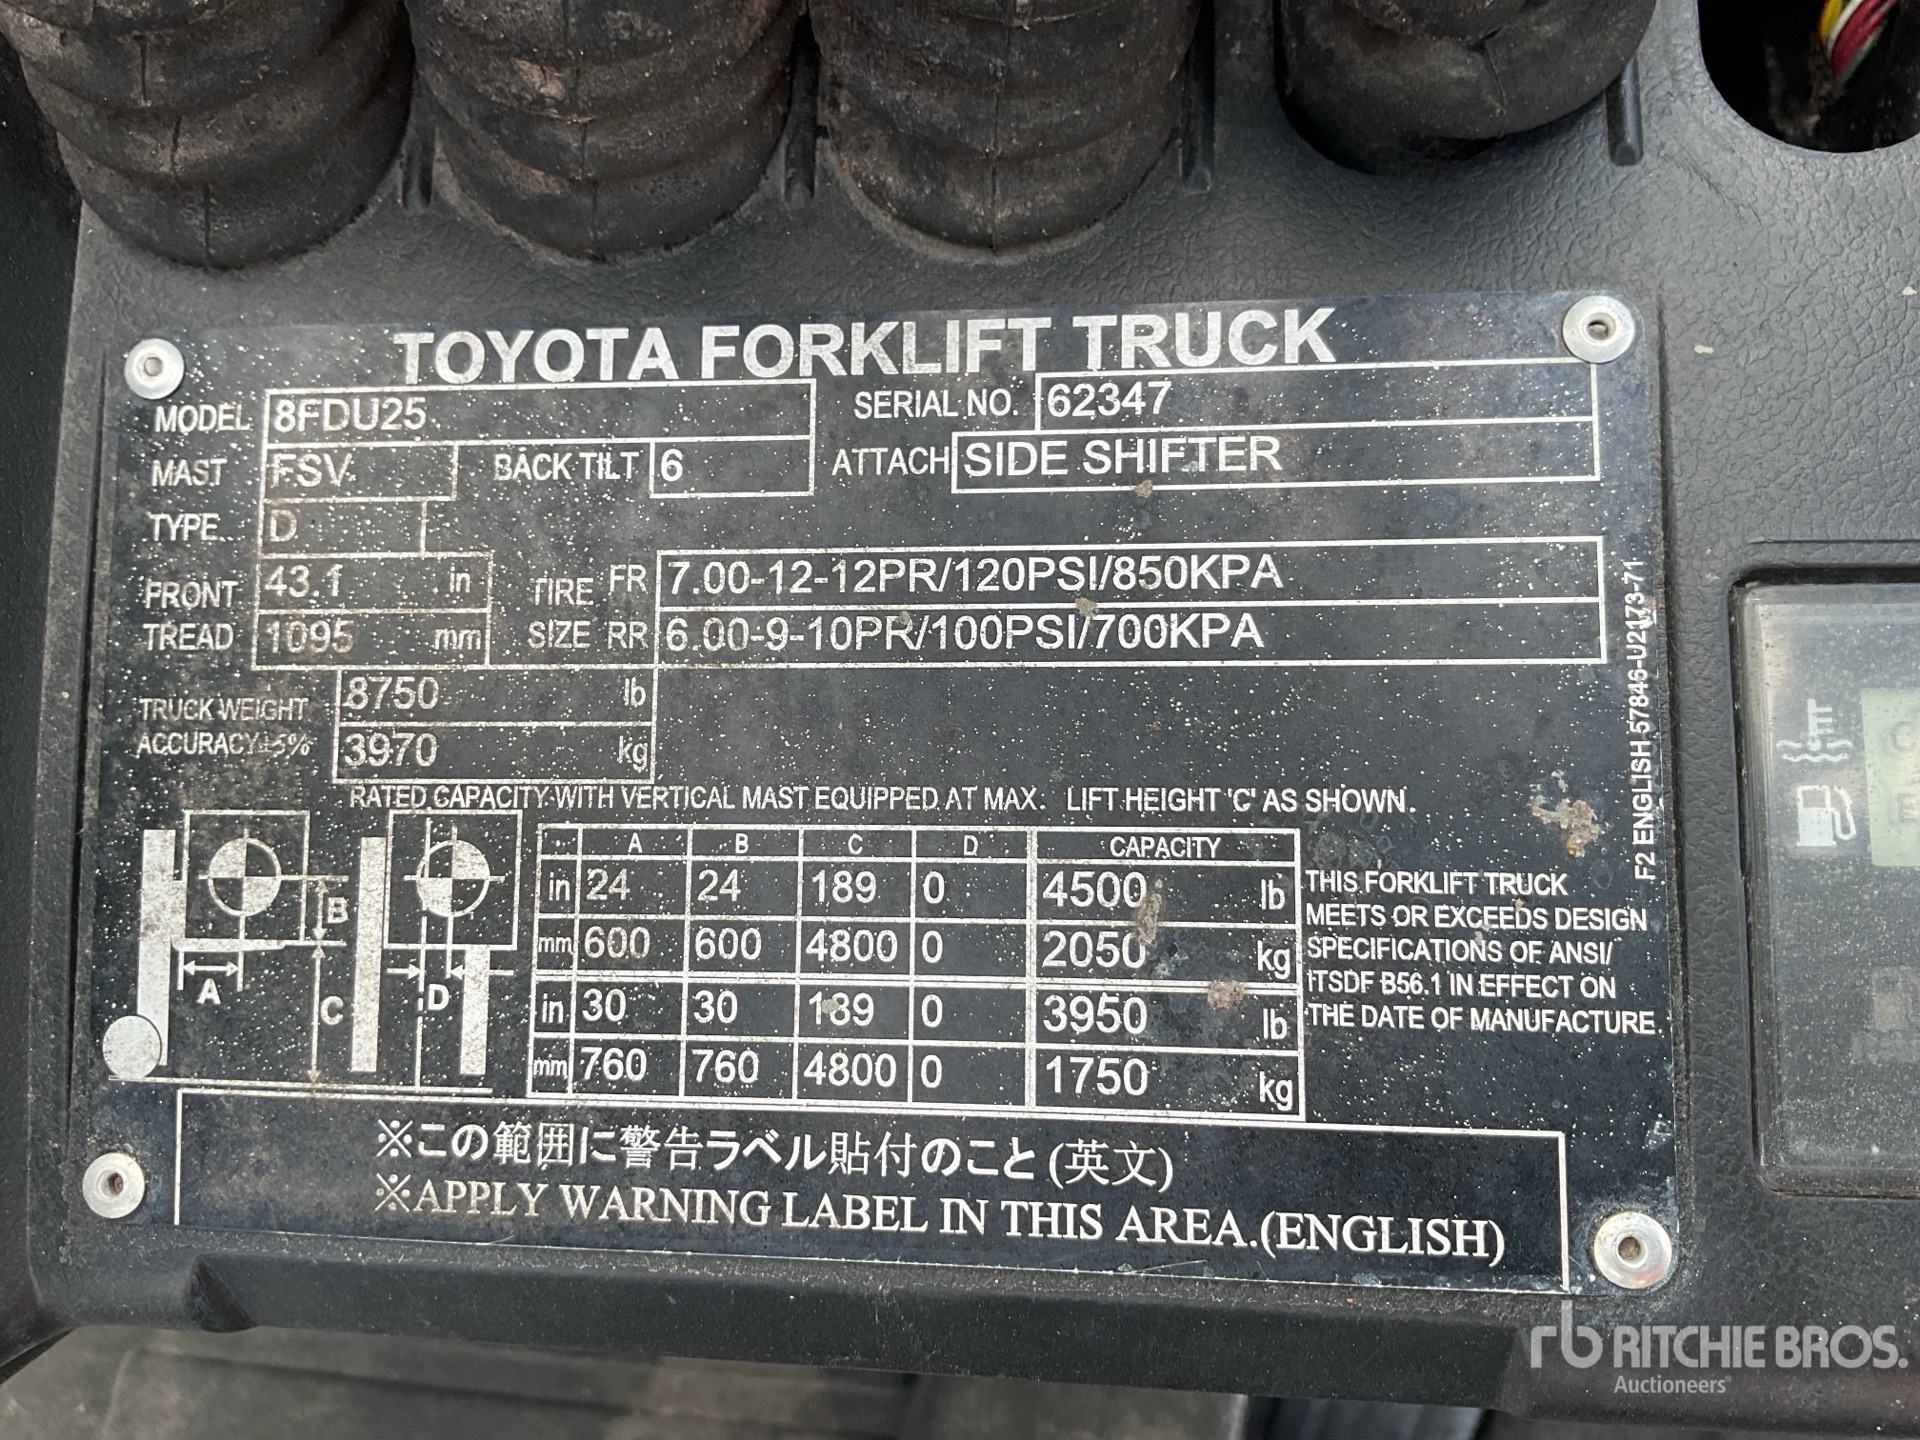 TOYOTA FORKLIFT TRUCK
MODEL 8FDU25 SERIAL NO. 62347
MAST FSV BACK TILT 6 ATTACH SIDE SHIFTER
TYPE D
FRONT TREAD 43.1 in
1095 mm
TIRE SIZE FR 7.00-12-12PR/120PSI/850KPA
RR 6.00-9-10PR/100PSI/700KPA
TRUCK WEIGHT 8750 lb
ACCURACY±5% 3970 kg
RATED CAPACITY WITH VERTICAL MAST EQUIPPED AT MAX. LIFT HEIGHT 'C' AS SHOWN.
A B C D CAPACITY
in 24 24 189 0 4500 lb
mm 600 600 4800 0 2050 kg
in 30 30 189 0 3950 lb
mm 760 760 4800 0 1750 kg
B
A
C
D
THIS FORKLIFT TRUCK
MEETS OR EXCEEDS DESIGN
SPECIFICATIONS OF ANSI/
ITSDF B56.1 IN EFFECT ON
THE DATE OF MANUFACTURE
F2 ENGLISH 57846-U2173-71
※この範囲に警告ラベル貼付のこと(英文)
※APPLY WARNING LABEL IN THIS AREA.(ENGLISH)
rb RITCHIE BROS.
Auctioneers